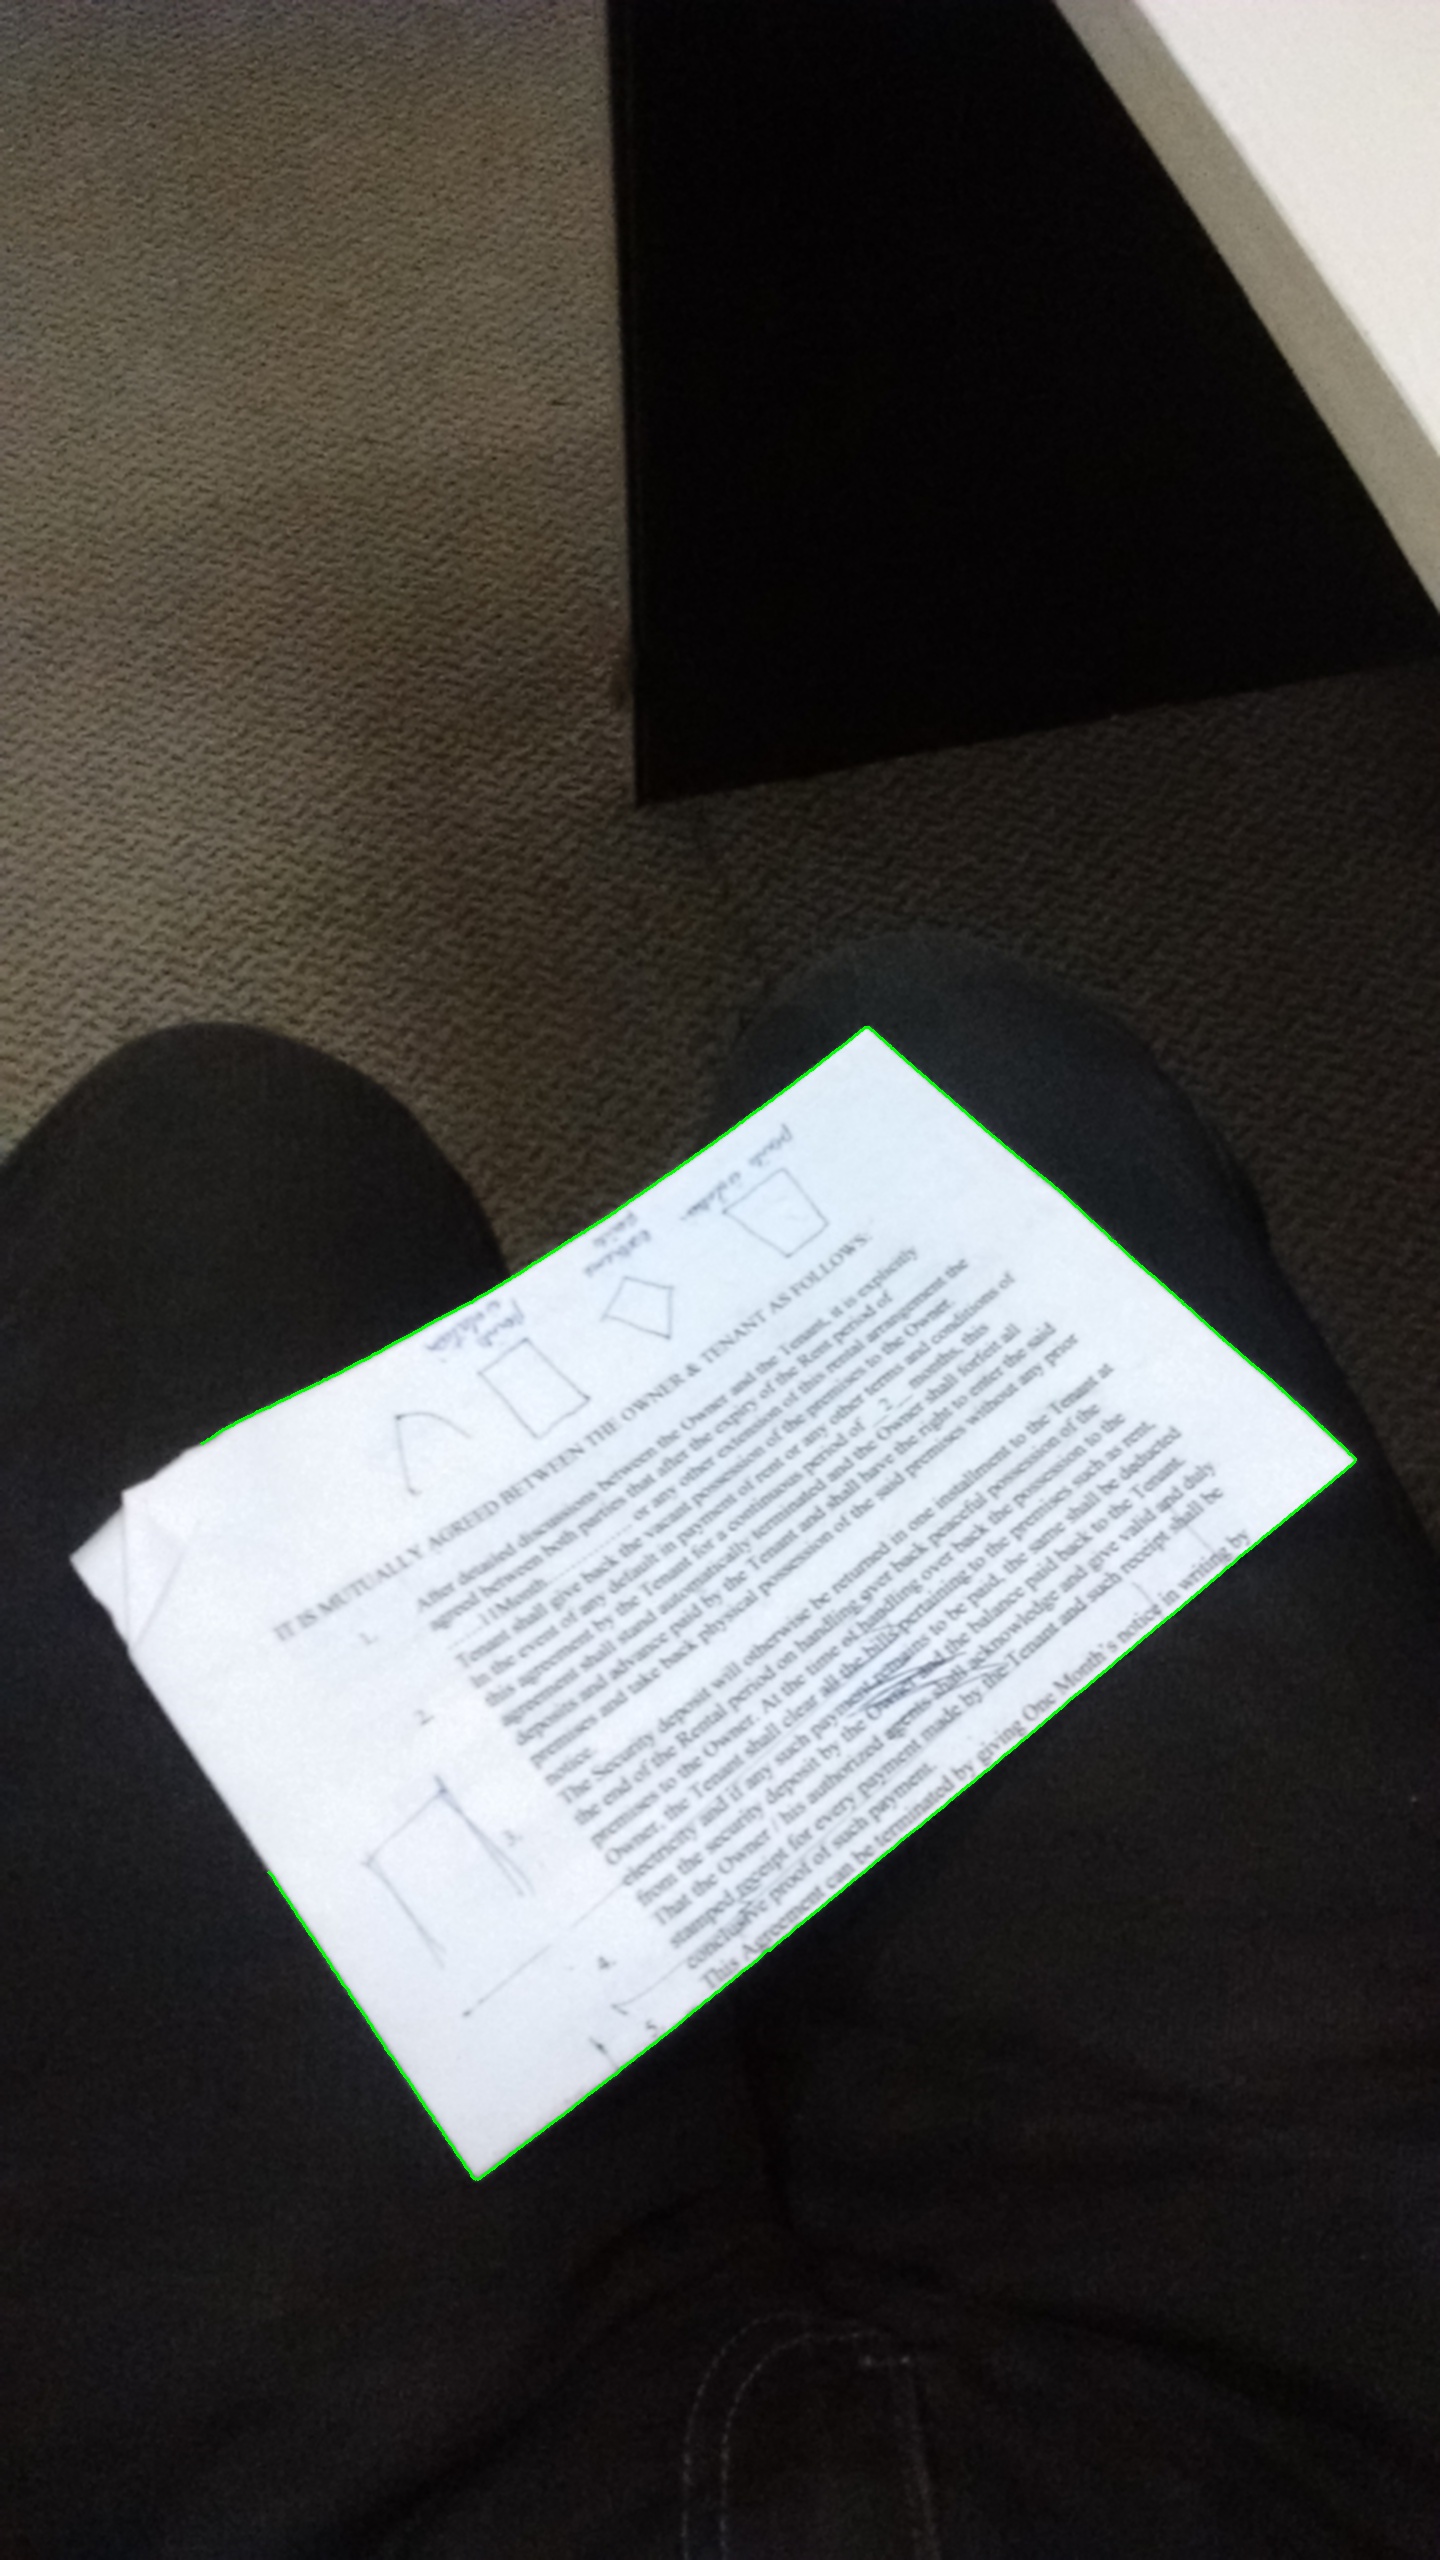 IT IS MUTUALLY AGREED BETWEEN THE OWNER & TENANT AS FOLLOWS:
1. After detailed discussions between the Owner and the Tenant, it is explicitly
agreed between both parties that after the expiry of the Rent period of
...11Month............ or any other extension of this rental arrangement the
Tenant shall give back the vacant possession of the premises to the Owner.
2. In the event of any default in payment of rent or any other terms and conditions of
this agreement by the Tenant for a continuous period of _2_ months, this
agreement shall stand automatically terminated and the Owner shall forfeit all
deposits and advance paid by the Tenant and shall have the right to enter the said
premises and take back physical possession of the said premises without any prior
notice.
3. The Security deposit will otherwise be returned in one installment to the Tenant at
the end of the Rental period on handling over back peaceful possession of the
premises to the Owner. At the time of handling over back the possession to the
Owner, the Tenant shall clear all the bills pertaining to the premises such as rent,
electricity and if any such payment remains to be paid, the same shall be deducted
from the security deposit by the Owner and the balance paid back to the Tenant.
4. That the Owner / his authorized agents shall acknowledge and give valid and duly
stamped receipt for every payment made by the Tenant and such receipt shall be
conclusive proof of such payment.
5. This Agreement can be terminated by giving One Month's notice in writing by